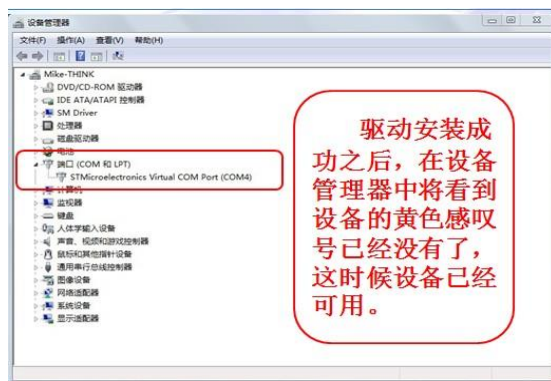 设备管理器
文件(F) 操作(A) 查看(V) 帮助(H)
Mike-THINK
DVD/CD-ROM 驱动器
IDE ATA/ATAPI 控制器
SM Driver
处理器
磁盘驱动器
电池
端口 (COM 和 LPT)
STMicroelectronics Virtual COM Port (COM4)
计算机
监视器
键盘
人体学输入设备
声音、视频和游戏控制器
鼠标和其他指针设备
通用串行总线控制器
图像设备
网络适配器
系统设备
显示适配器
驱动安装成
功之后，在设备
管理器中将看到
设备的黄色感叹
号已经没有了，
这时候设备已经
可用。